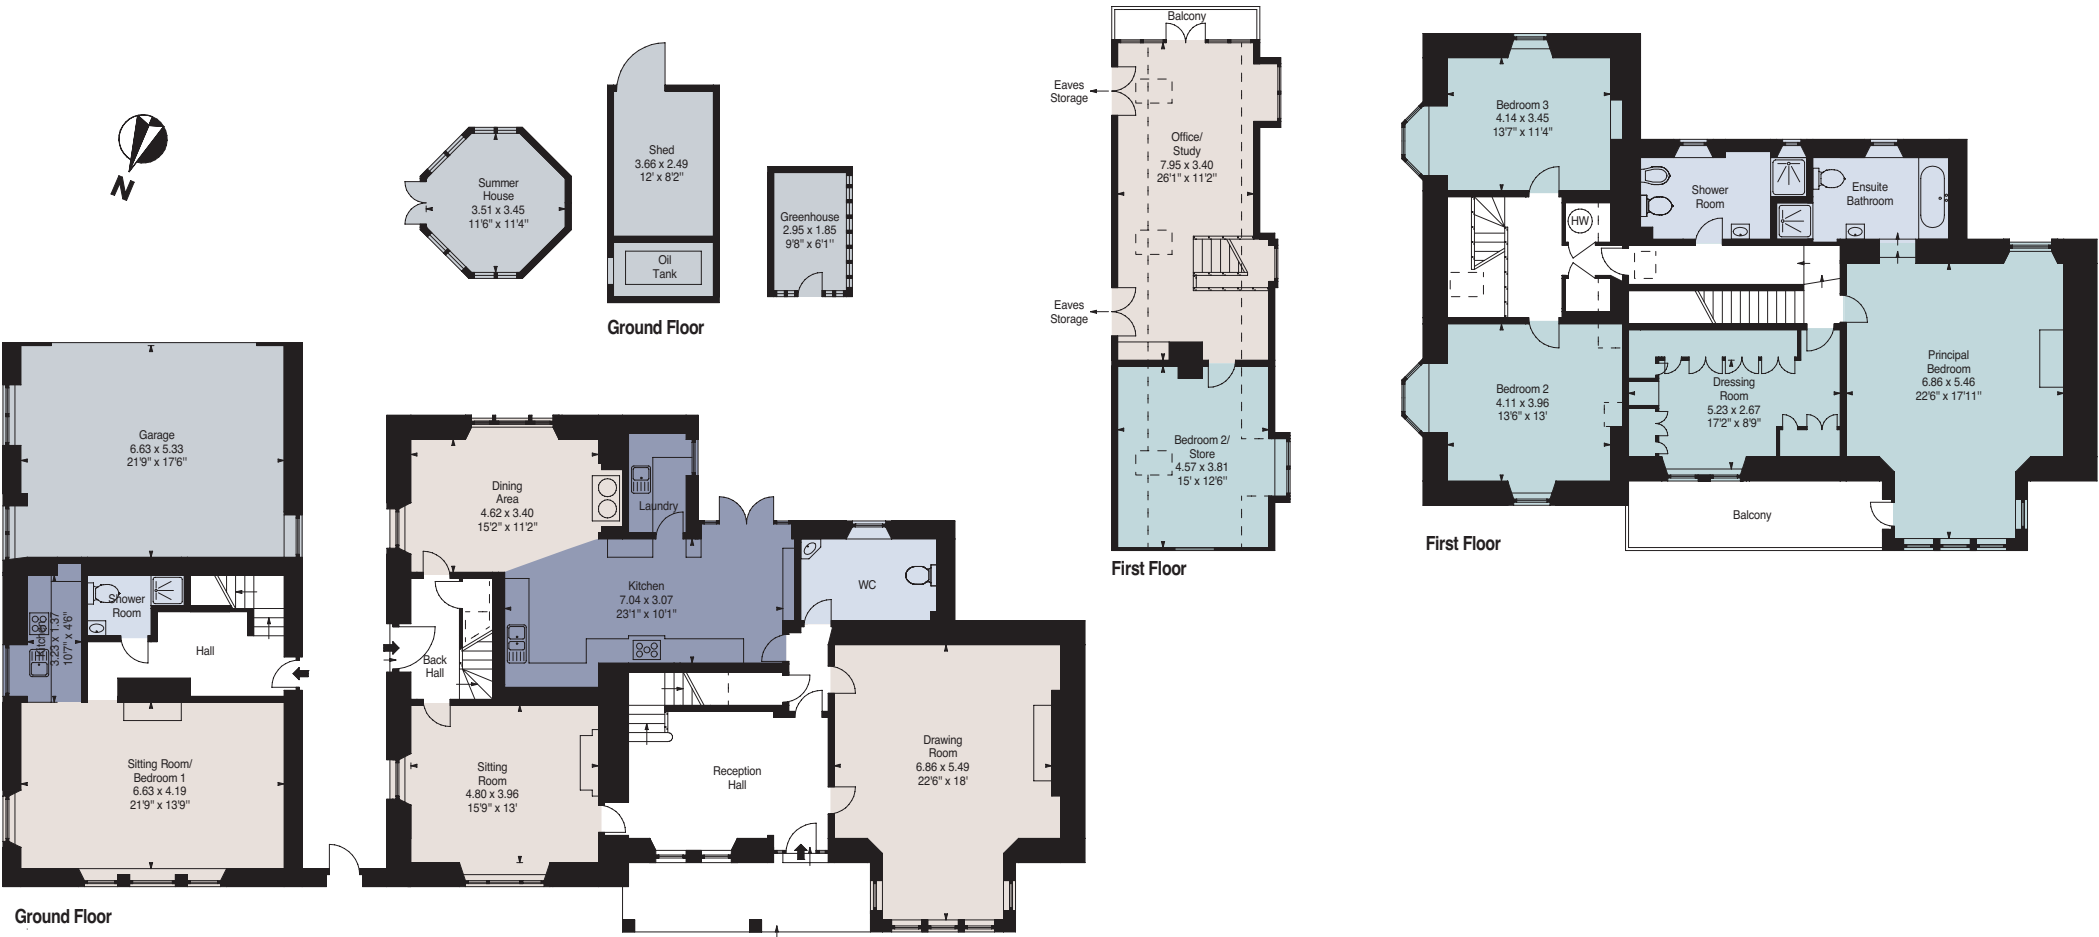 N
Summer
House
3.51 x 3.45
11'6" x 11'4"
Shed
3.66 x 2.49
12' x 8'2"
Oil
Tank
Greenhouse
2.95 x 1.85
9'8" x 6'1"
Ground Floor
Garage
6.63 x 5.33
21'9" x 17'6"
Kitchen
3.23 x 1.37
10'7" x 4'6"
Shower
Room
Hall
Sitting Room/
Bedroom 1
6.63 x 4.19
21'9" x 13'9"
Ground Floor
Dining
Area
4.62 x 3.40
15'2" x 11'2"
Laundry
Kitchen
7.04 x 3.07
23'1" x 10'1"
WC
Back
Hall
Sitting
Room
4.80 x 3.96
15'9" x 13'
Reception
Hall
Drawing
Room
6.86 x 5.49
22'6" x 18'
Balcony
Eaves
Storage
Office/
Study
7.95 x 3.40
26'1" x 11'2"
Eaves
Storage
Bedroom 2/
Store
4.57 x 3.81
15' x 12'6"
First Floor
Bedroom 3
4.14 x 3.45
13'7" x 11'4"
Shower
Room
Ensuite
Bathroom
HW
Bedroom 2
4.11 x 3.96
13'6" x 13'
Dressing
Room
5.23 x 2.67
17'2" x 8'9"
Principal
Bedroom
6.86 x 5.46
22'6" x 17'11"
Balcony
First Floor